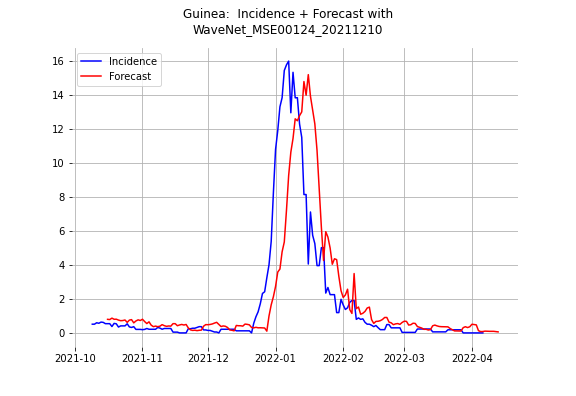 Guinea:  Incidence + Forecast with
WaveNet_MSE00124_20211210
Incidence
Forecast
16
14
12
10
8
6
4
2
0
2021-10 2021-11 2021-12 2022-01 2022-02 2022-03 2022-04